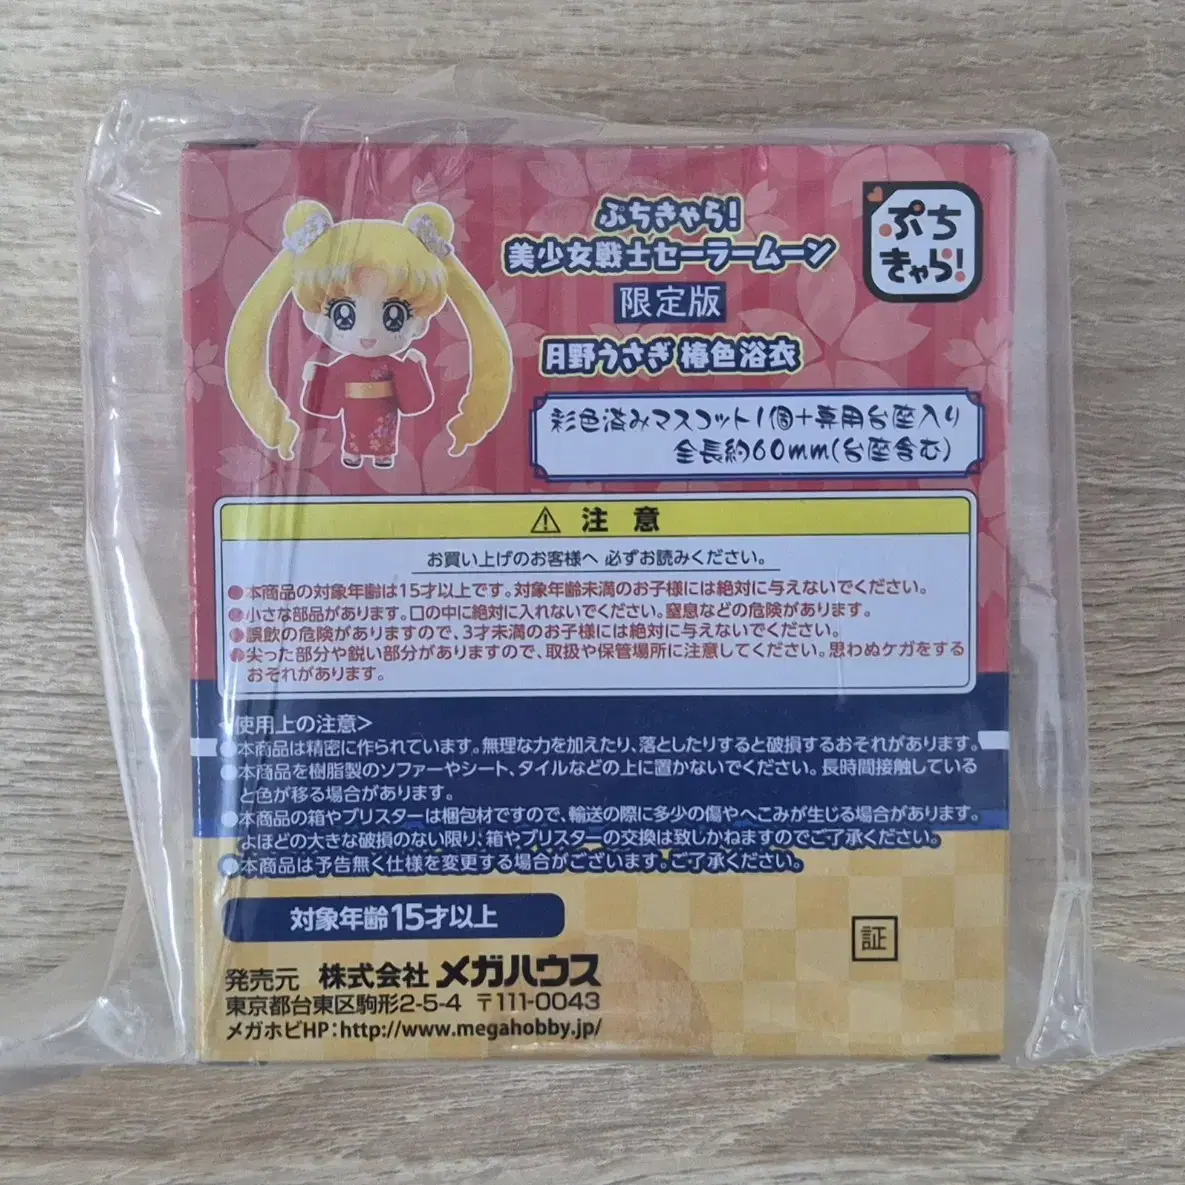 ぷちきゃら!
美少女戦士セーラームーン
限定版
月野うさぎ 椿色浴衣
ぷち
きゃら!
彩色済みマスコット1個+専用台座入り
全長約60mm(台座含む)
⚠ 注 意
お買い上げのお客様へ 必ずお読みください。
●本商品の対象年齢は15才以上です。対象年齢未満のお子様には絶対に与えないでください。
●小さな部品があります。口の中に絶対に入れないでください。窒息などの危険があります。
●誤飲の危険がありますので、3才未満のお子様には絶対に与えないでください。
●尖った部分や鋭い部分がありますので、取扱や保管場所に注意してください。思わぬケガをする
おそれがあります。
<使用上の注意>
●本商品は精密に作られています。無理な力を加えたり、落としたりすると破損するおそれがあります。
●本商品を樹脂製のソファーやシート、タイルなどの上に置かないでください。長時間接触している
と色が移る場合があります。
●本商品の箱やブリスターは梱包材ですので、輸送の際に多少の傷やへこみが生じる場合があります。
よほどの大きな破損のない限り、箱やブリスターの交換は致しかねますのでご了承ください。
●本商品は予告無く仕様を変更する場合がございます。ご了承ください。
対象年齢15才以上
証
発売元 株式会社 メガハウス
東京都台東区駒形2-5-4 〒111-0043
メガホビHP:http://www.megahobby.jp/